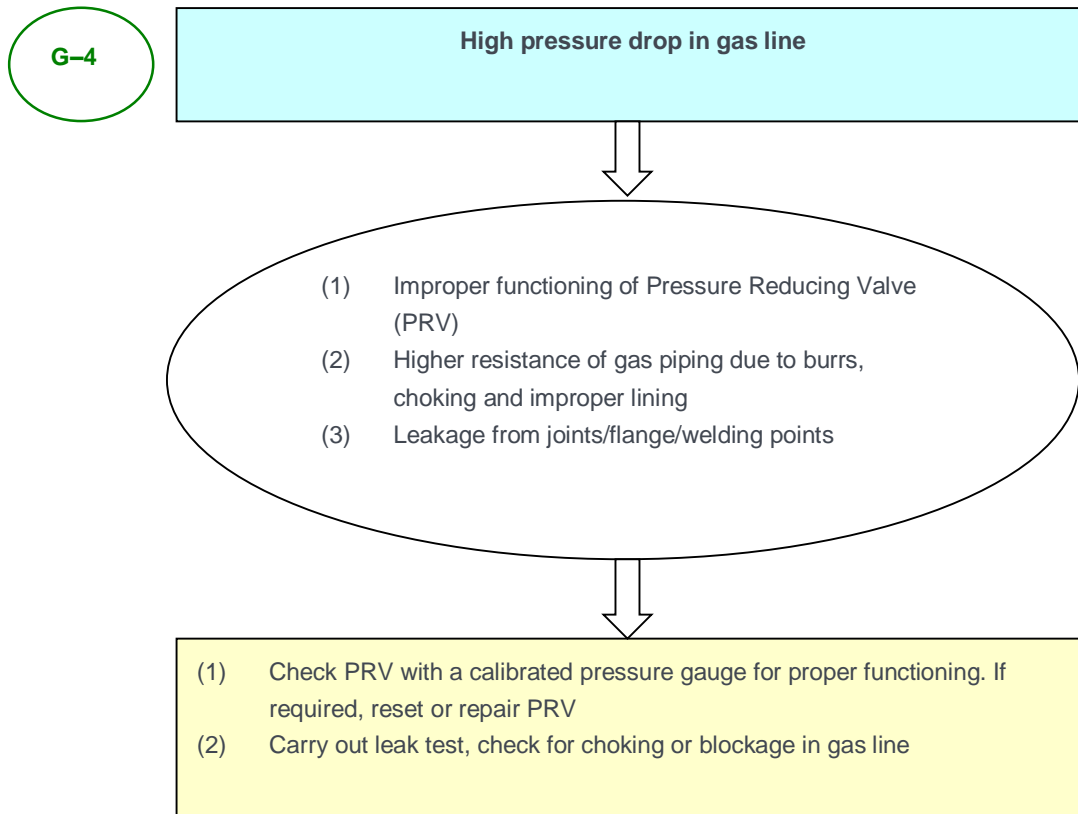 G–4
High pressure drop in gas line
(1) Improper functioning of Pressure Reducing Valve
(PRV)
(2) Higher resistance of gas piping due to burrs,
choking and improper lining
(3) Leakage from joints/flange/welding points
(1) Check PRV with a calibrated pressure gauge for proper functioning. If
required, reset or repair PRV
(2) Carry out leak test, check for choking or blockage in gas line